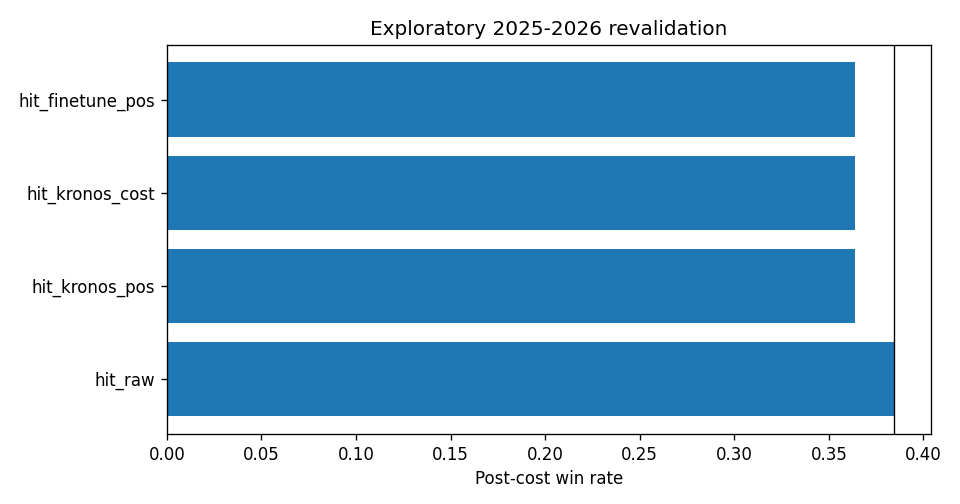 Exploratory 2025-2026 revalidation
hit_finetune_pos
hit_kronos_cost
hit_kronos_pos
hit_raw
0.00 0.05 0.10 0.15 0.20 0.25 0.30 0.35 0.40
Post-cost win rate